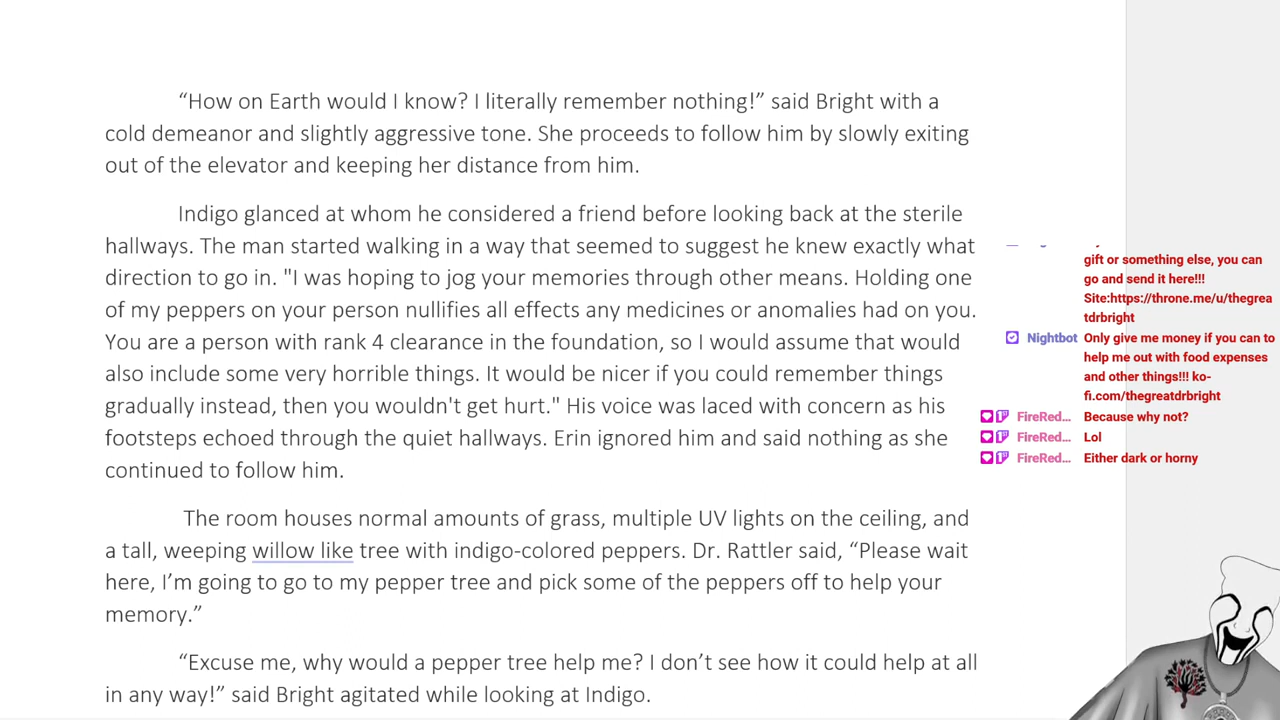 “How on Earth would I know? I literally remember nothing!” said Bright with a
cold demeanor and slightly aggressive tone. She proceeds to follow him by slowly exiting
out of the elevator and keeping her distance from him.
Indigo glanced at whom he considered a friend before looking back at the sterile
hallways. The man started walking in a way that seemed to suggest he knew exactly what
direction to go in. "I was hoping to jog your memories through other means. Holding one
of my peppers on your person nullifies all effects any medicines or anomalies had on you.
You are a person with rank 4 clearance in the foundation, so I would assume that would
also include some very horrible things. It would be nicer if you could remember things
gradually instead, then you wouldn't get hurt." His voice was laced with concern as his
footsteps echoed through the quiet hallways. Erin ignored him and said nothing as she
continued to follow him.
The room houses normal amounts of grass, multiple UV lights on the ceiling, and
a tall, weeping willow like tree with indigo-colored peppers. Dr. Rattler said, “Please wait
here, I’m going to go to my pepper tree and pick some of the peppers off to help your
memory.”
“Excuse me, why would a pepper tree help me? I don’t see how it could help at all
in any way!” said Bright agitated while looking at Indigo.
gift or something else, you can
go and send it here!!!
Site:https://throne.me/u/thegrea
tdrbright
Nightbot Only give me money if you can to
help me out with food expenses
and other things!!! ko-
fi.com/thegreatdrbright
FireRed... Because why not?
FireRed... Lol
FireRed... Either dark or horny